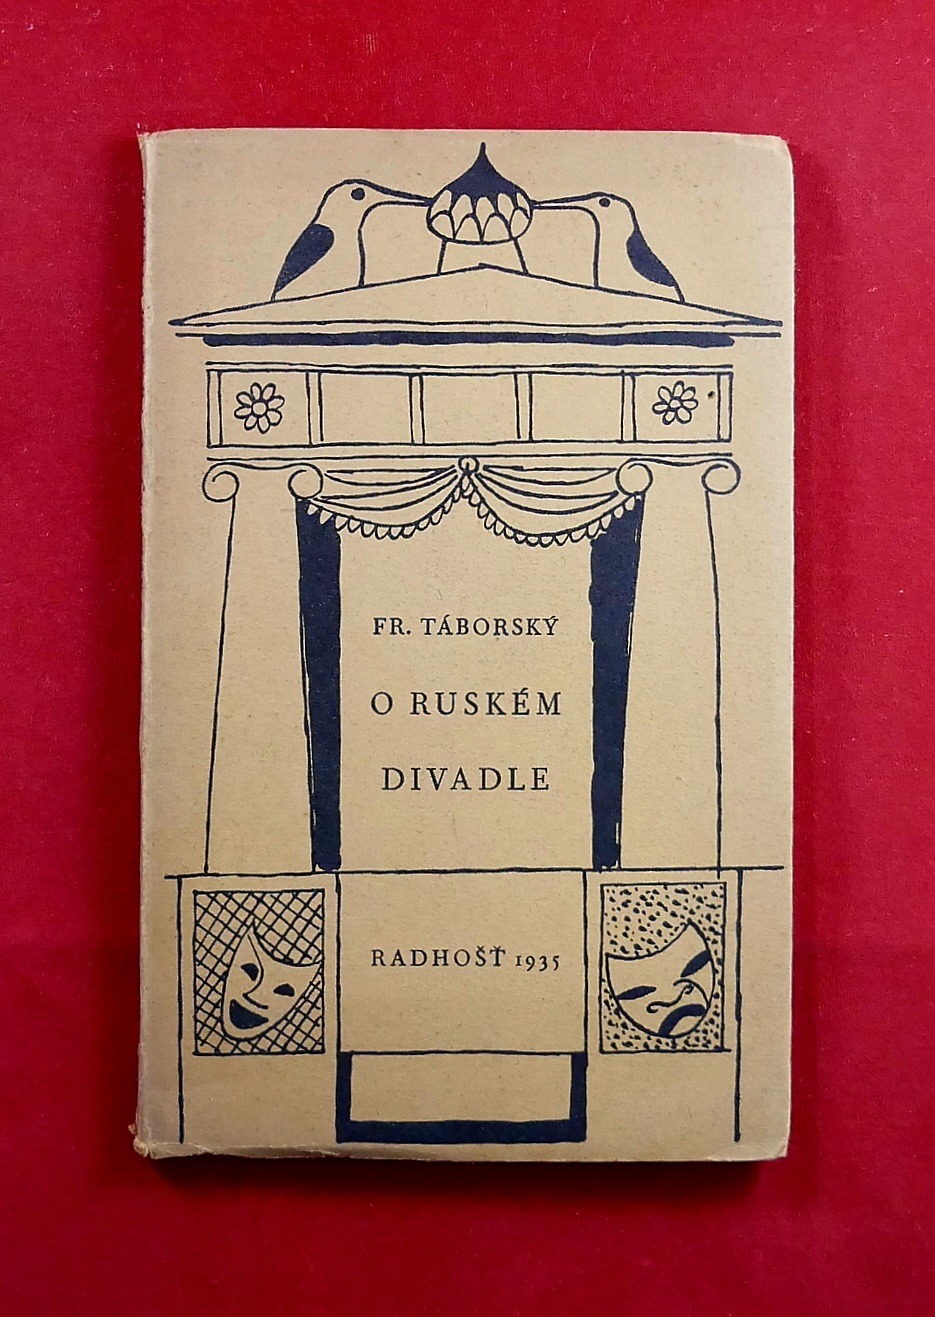 FR. TÁBORSKÝ
O RUSKÉM
DIVADLE
RADHOŠŤ 1935